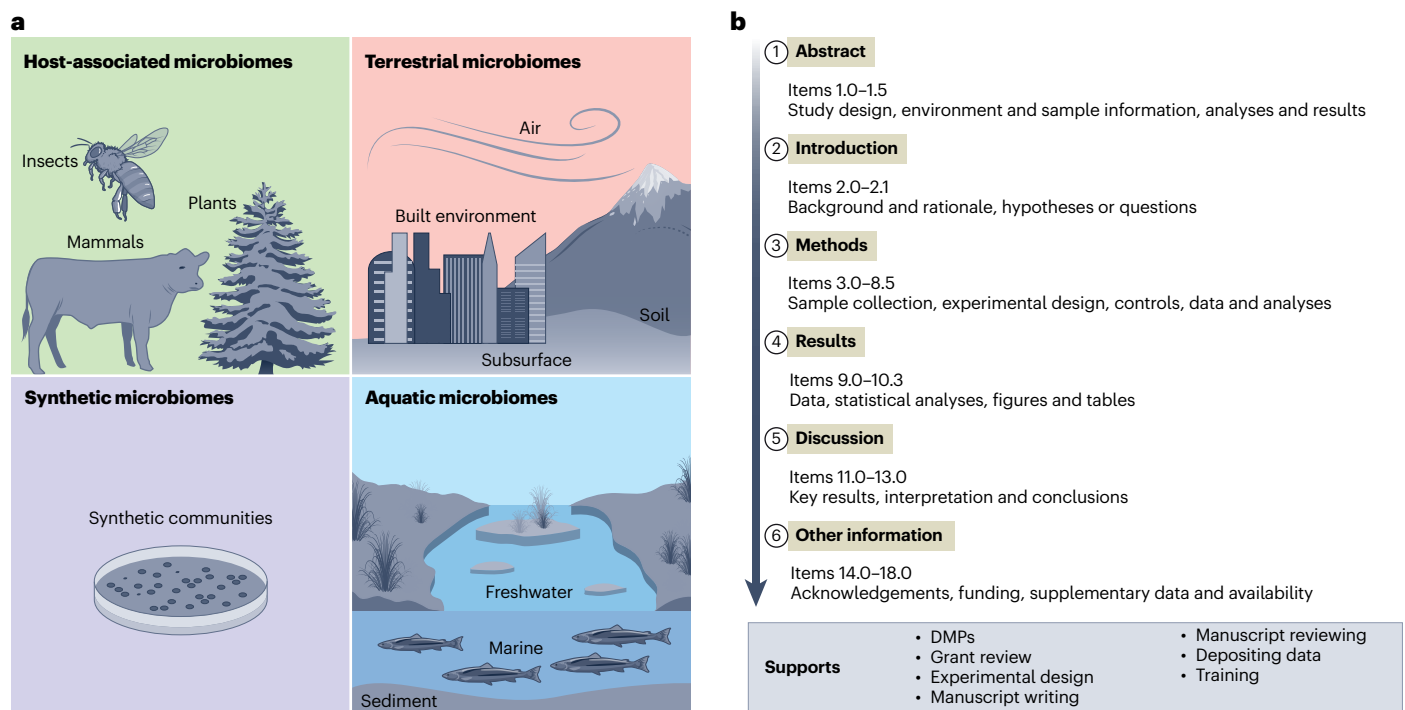 a
Host-associated microbiomes
Insects
Plants
Mammals
Terrestrial microbiomes
Air
Built environment
Soil
Subsurface
Synthetic microbiomes
Synthetic communities
Aquatic microbiomes
Freshwater
Marine
Sediment
b
1 Abstract
Items 1.0–1.5
Study design, environment and sample information, analyses and results
2 Introduction
Items 2.0–2.1
Background and rationale, hypotheses or questions
3 Methods
Items 3.0–8.5
Sample collection, experimental design, controls, data and analyses
4 Results
Items 9.0–10.3
Data, statistical analyses, figures and tables
5 Discussion
Items 11.0–13.0
Key results, interpretation and conclusions
6 Other information
Items 14.0–18.0
Acknowledgements, funding, supplementary data and availability
Supports
• DMPs
• Grant review
• Experimental design
• Manuscript writing
• Manuscript reviewing
• Depositing data
• Training